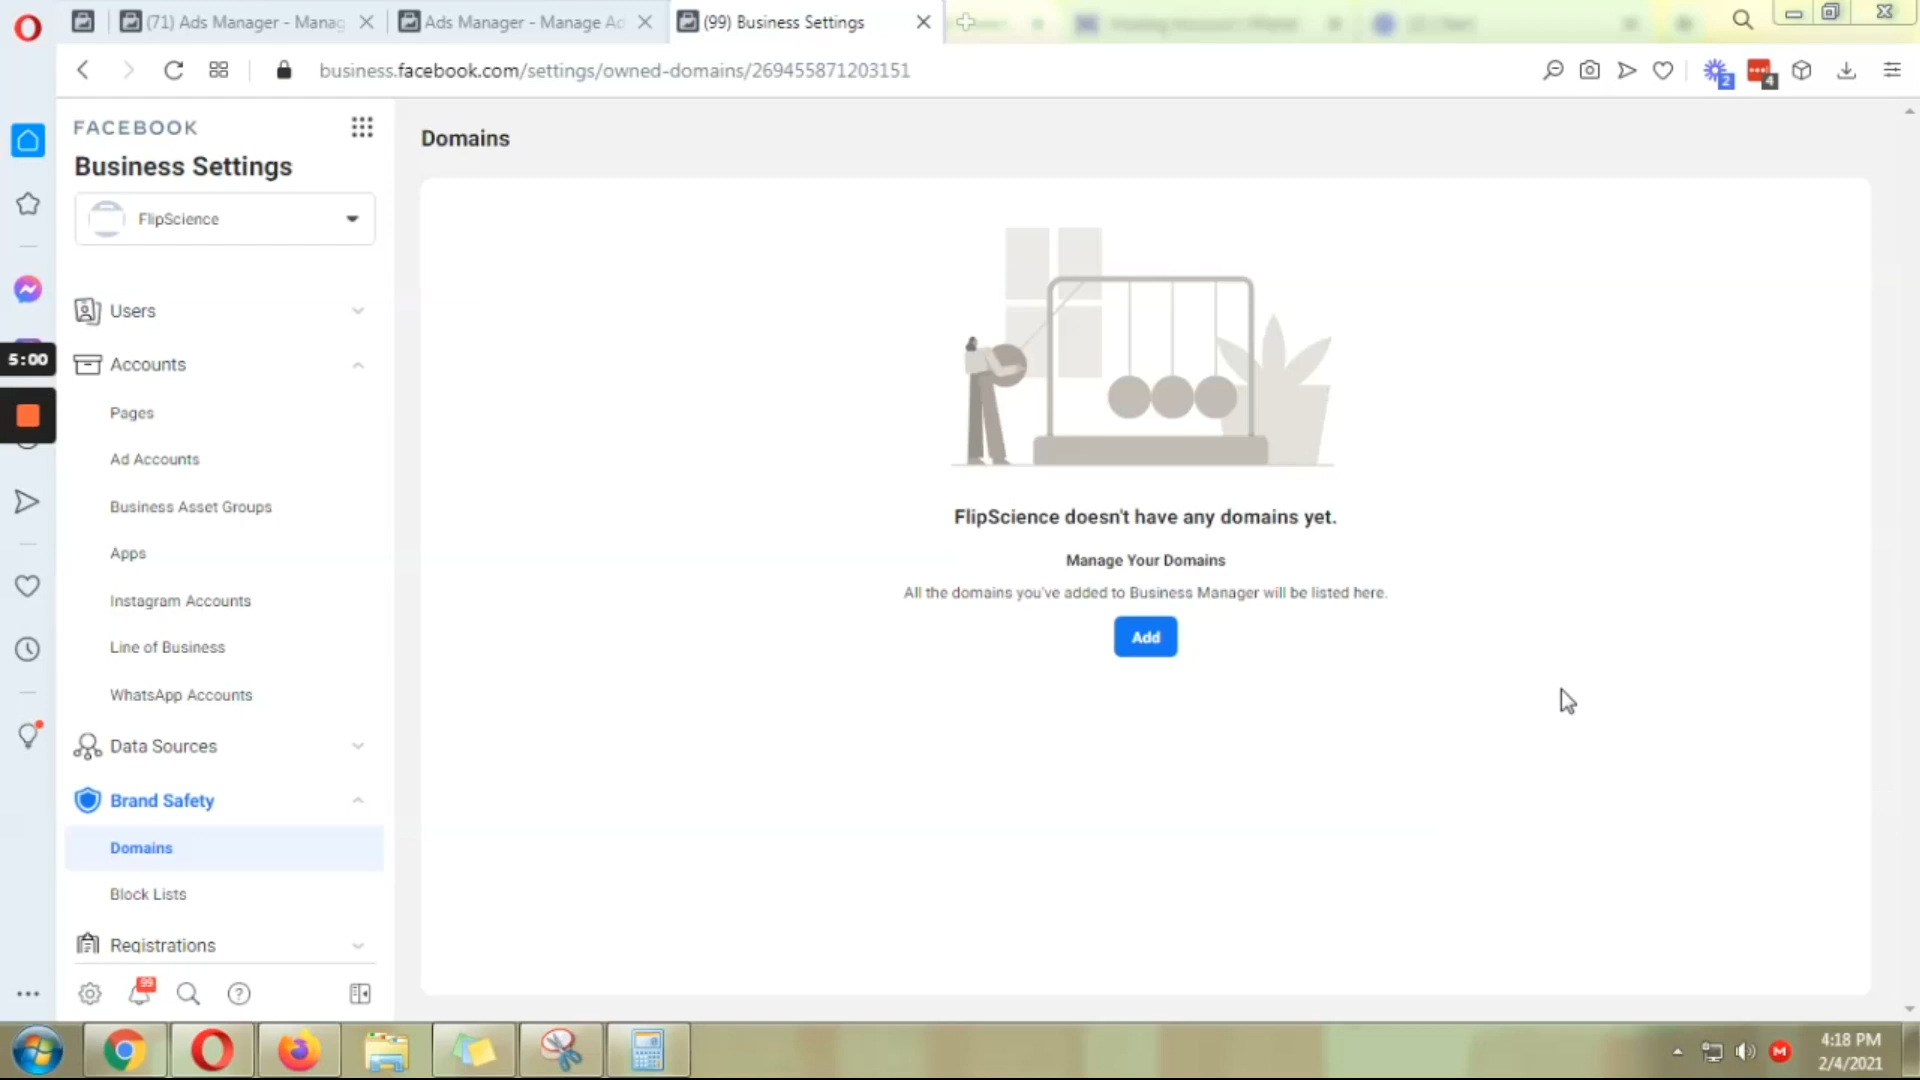 (71) Ads Manager - Manag
Ads Manager - Manage Ad
(99) Business Settings
business.facebook.com/settings/owned-domains/269455871203151
2
4
FACEBOOK
Business Settings
FlipScience
Users
Accounts
Pages
Ad Accounts
Business Asset Groups
Apps
Instagram Accounts
Line of Business
WhatsApp Accounts
Data Sources
Brand Safety
Domains
Block Lists
Registrations
99
5:00
Domains
FlipScience doesn't have any domains yet.
Manage Your Domains
All the domains you've added to Business Manager will be listed here.
Add
4:18 PM
2/4/2021